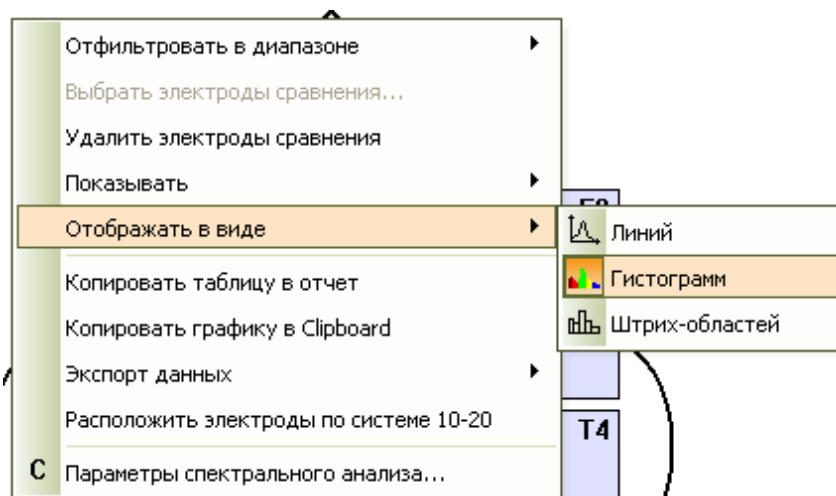 Отфильтровать в диапазоне
Выбрать электроды сравнения...
Удалить электроды сравнения
Показывать
Отображать в виде
Линий
Гистограмм
Штрих-областей
Копировать таблицу в отчет
Копировать графику в Clipboard
Экспорт данных
Расположить электроды по системе 10-20
T4
C Параметры спектрального анализа...